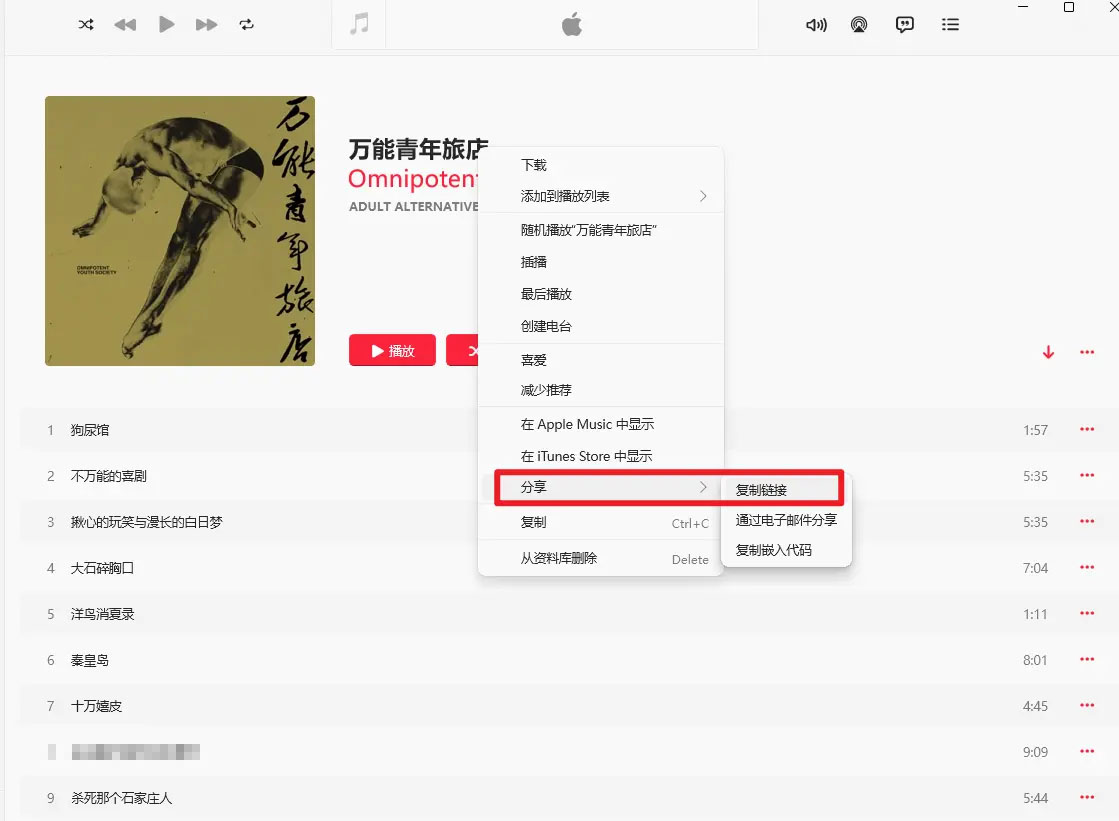 万能青年旅店
OMNIPOTENT
YOUTH SOCIETY
万能青年旅店
Omnipotent
ADULT ALTERNATIVE
播放
下载
添加到播放列表
随机播放“万能青年旅店”
插播
最后播放
创建电台
喜爱
减少推荐
在 Apple Music 中显示
在 iTunes Store 中显示
分享
复制 Ctrl+C
从资料库删除 Delete
复制链接
通过电子邮件分享
复制嵌入代码
1 狗尿馆 1:57
2 不万能的喜剧 5:35
3 揪心的玩笑与漫长的白日梦 5:35
4 大石碎胸口 7:04
5 洋鸟消夏录 1:11
6 秦皇岛 8:01
7 十万嬉皮 4:45
9:09
9 杀死那个石家庄人 5:44